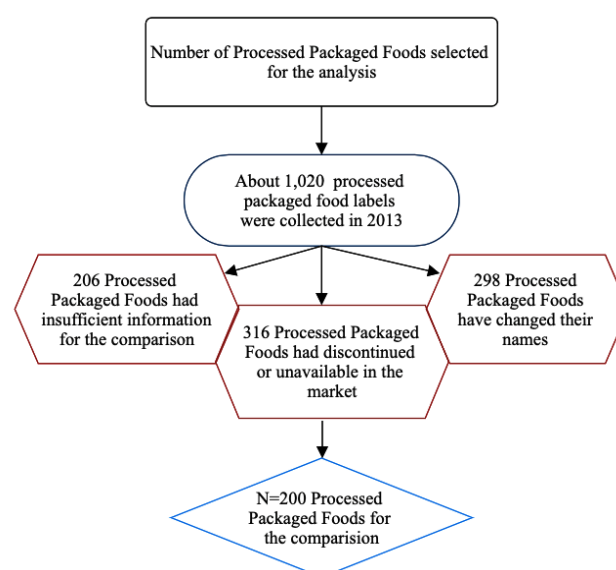 Number of Processed Packaged Foods selected
for the analysis
About 1,020 processed
packaged food labels
were collected in 2013
206 Processed
Packaged Foods had
insufficient information
for the comparison
316 Processed Packaged
Foods had discontinued
or unavailable in the
market
298 Processed
Packaged Foods
have changed their
names
N=200 Processed
Packaged Foods for
the comparision